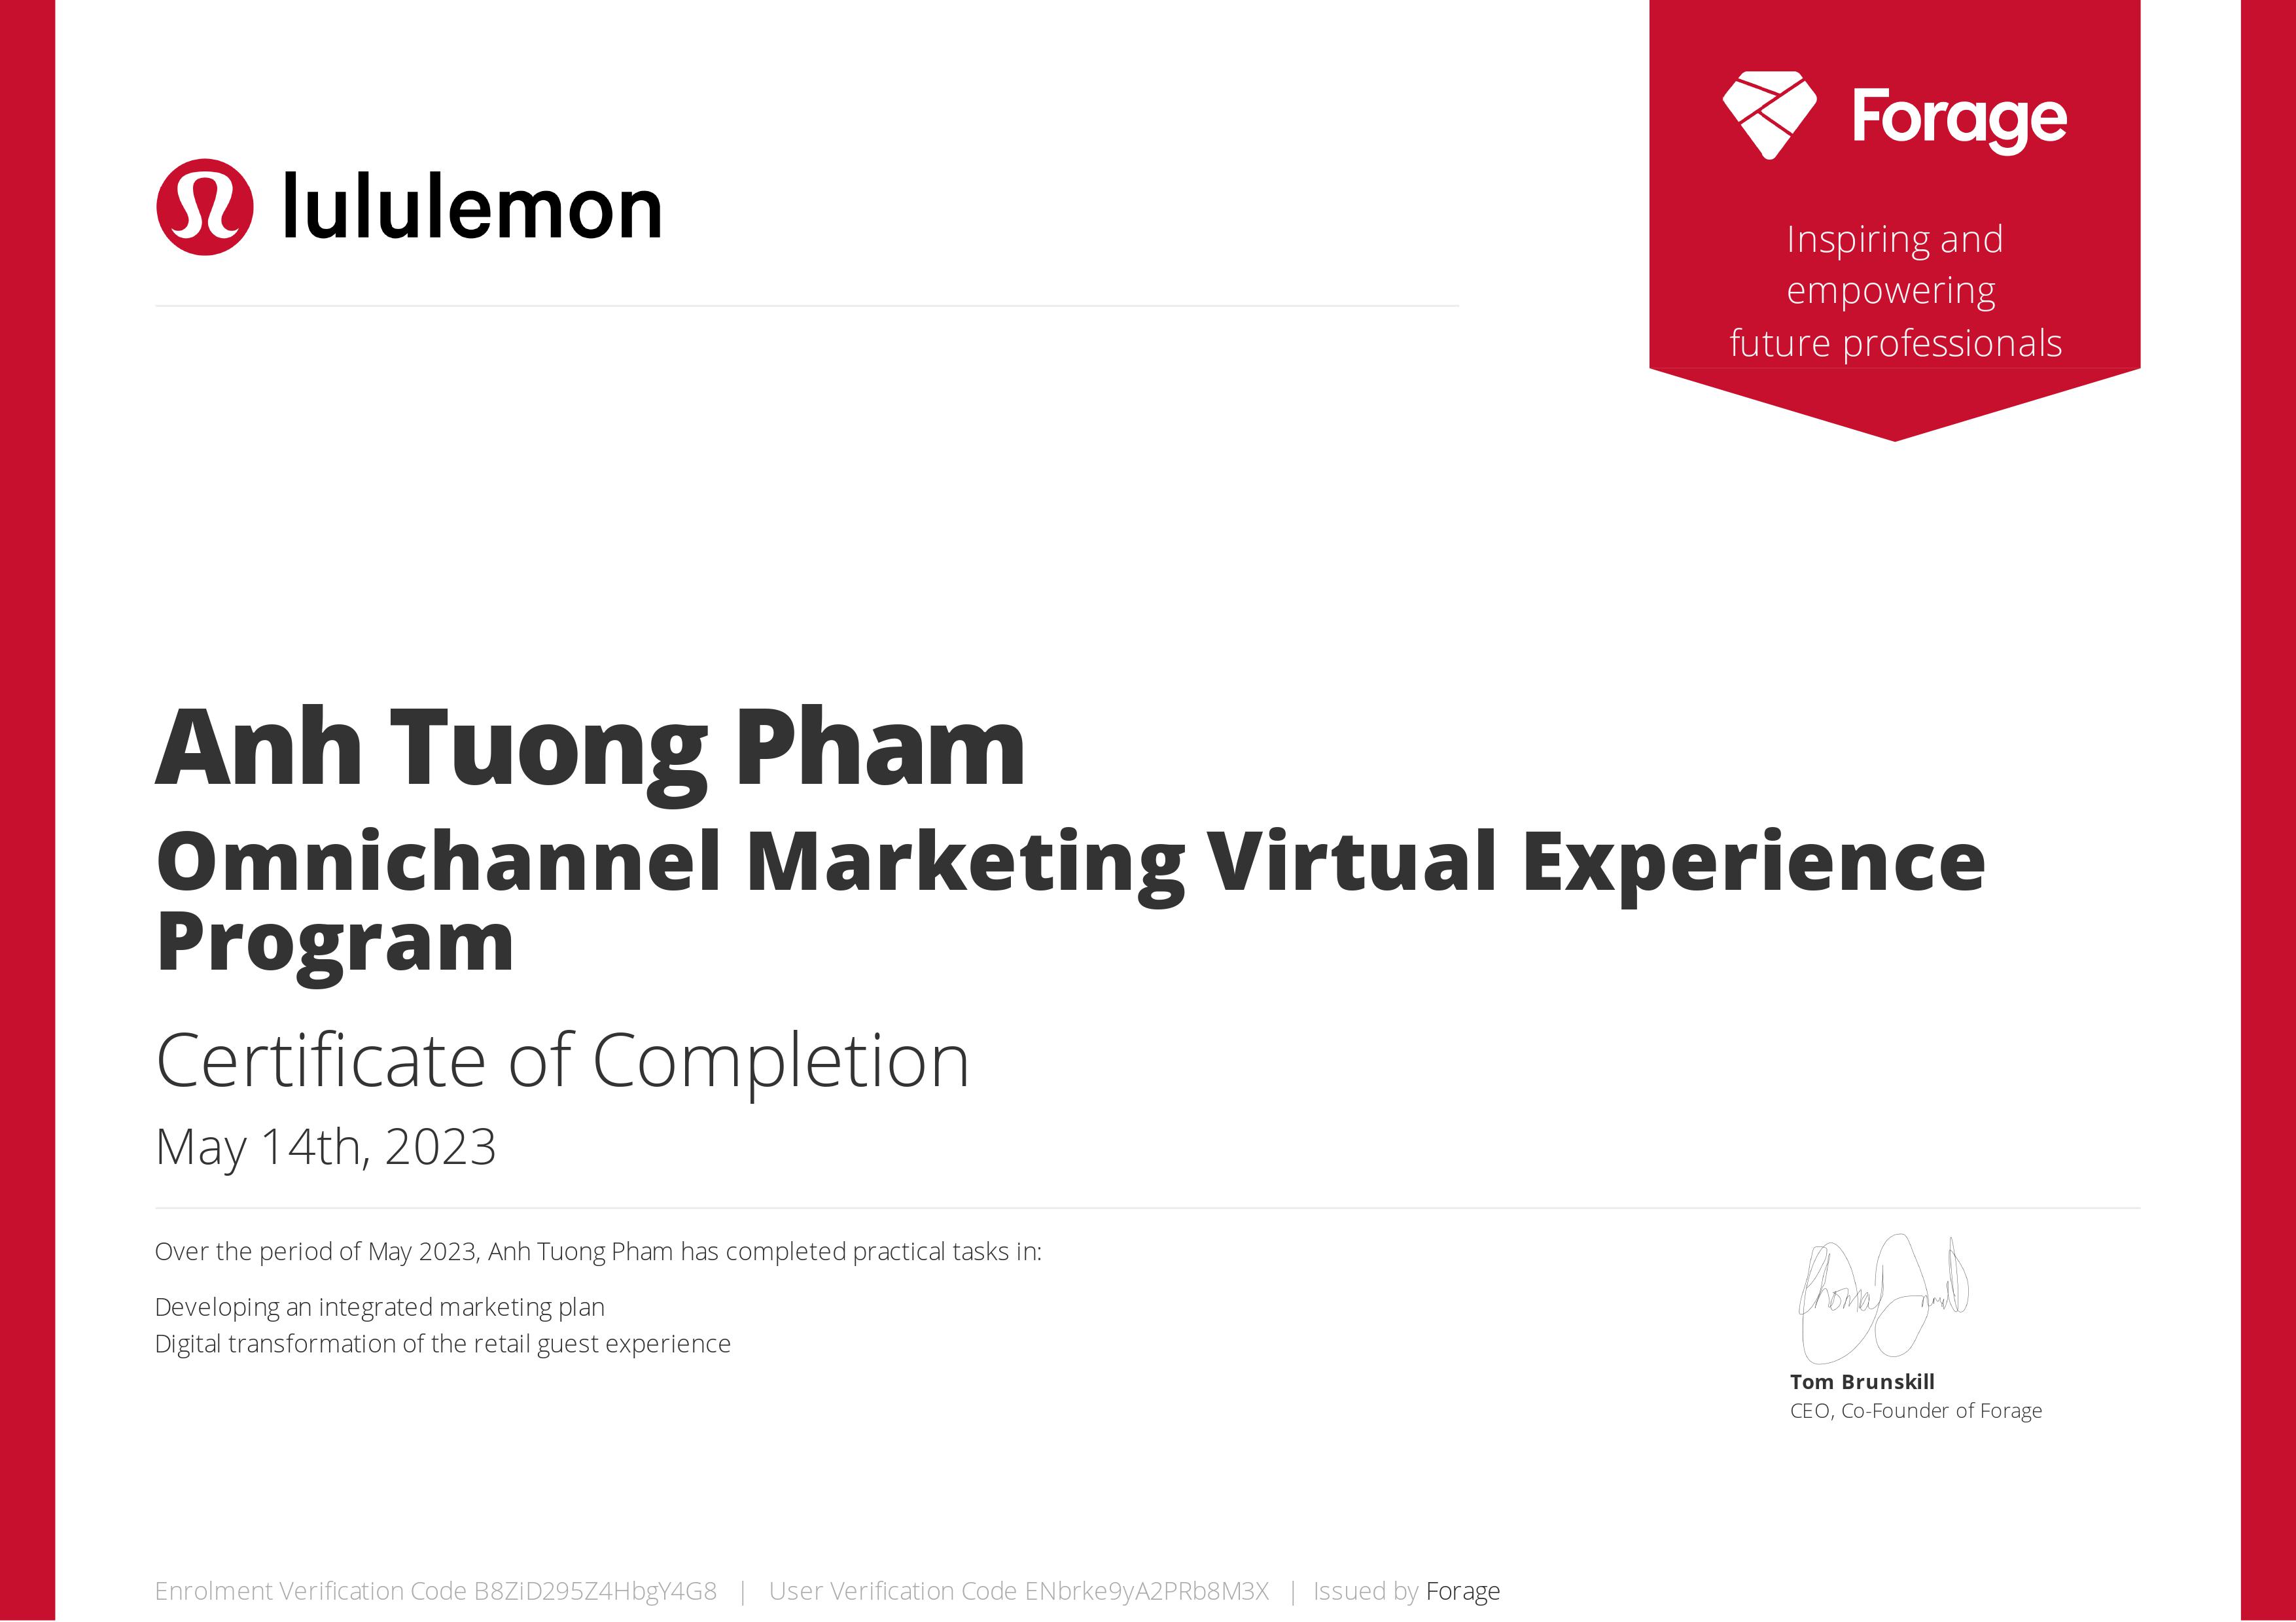 lululemon
Forage
Inspiring and
empowering
future professionals
Anh Tuong Pham
Omnichannel Marketing Virtual Experience
Program
Certificate of Completion
May 14th, 2023
Over the period of May 2023, Anh Tuong Pham has completed practical tasks in:
Developing an integrated marketing plan
Digital transformation of the retail guest experience
Tom Brunskill
CEO, Co-Founder of Forage
Enrolment Verification Code B8ZiD295Z4HbgY4G8 | User Verification Code ENbrke9yA2PRb8M3X | Issued by Forage